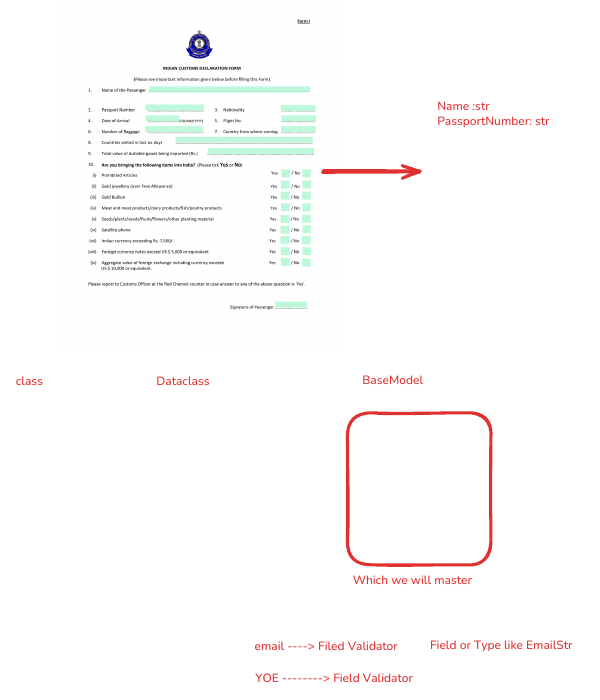 Form I
INDIAN CUSTOMS DECLARATION FORM
(Please see important information given below before filling this Form)
1. Name of the Passenger
2. Passport Number 3. Nationality
4. Date of Arrival (DD/MM/YYYY) 5. Flight No.
6. Number of Baggage 7. Country from where coming
8. Countries visited in last six days
9. Total value of dutiable goods being imported (Rs.)
10. Are you bringing the following items into India? (Please tick Yes or No)
(i) Prohibited Articles Yes / No
(ii) Gold jewellery (over Free Allowance) Yes / No
(iii) Gold Bullion Yes / No
(iv) Meat and meat products/dairy products/fish/poultry products Yes / No
(v) Seeds/plants/seeds/fruits/flowers/other planting material Yes / No
(vi) Satellite phone Yes / No
(vii) Indian currency exceeding Rs. 7,500/- Yes / No
(viii) Foreign currency notes exceed US $ 5,000 or equivalent Yes / No
(ix) Aggregate value of foreign exchange including currency exceeds Yes / No
US $ 10,000 or equivalent.
Please report to Customs Officer at the Red Channel counter in case answer to any of the above question is 'Yes'.
Signature of Passenger
Name :str
PassportNumber: str
class Dataclass BaseModel
Which we will master
email ----> Filed Validator Field or Type like EmailStr
YOE --------> Field Validator